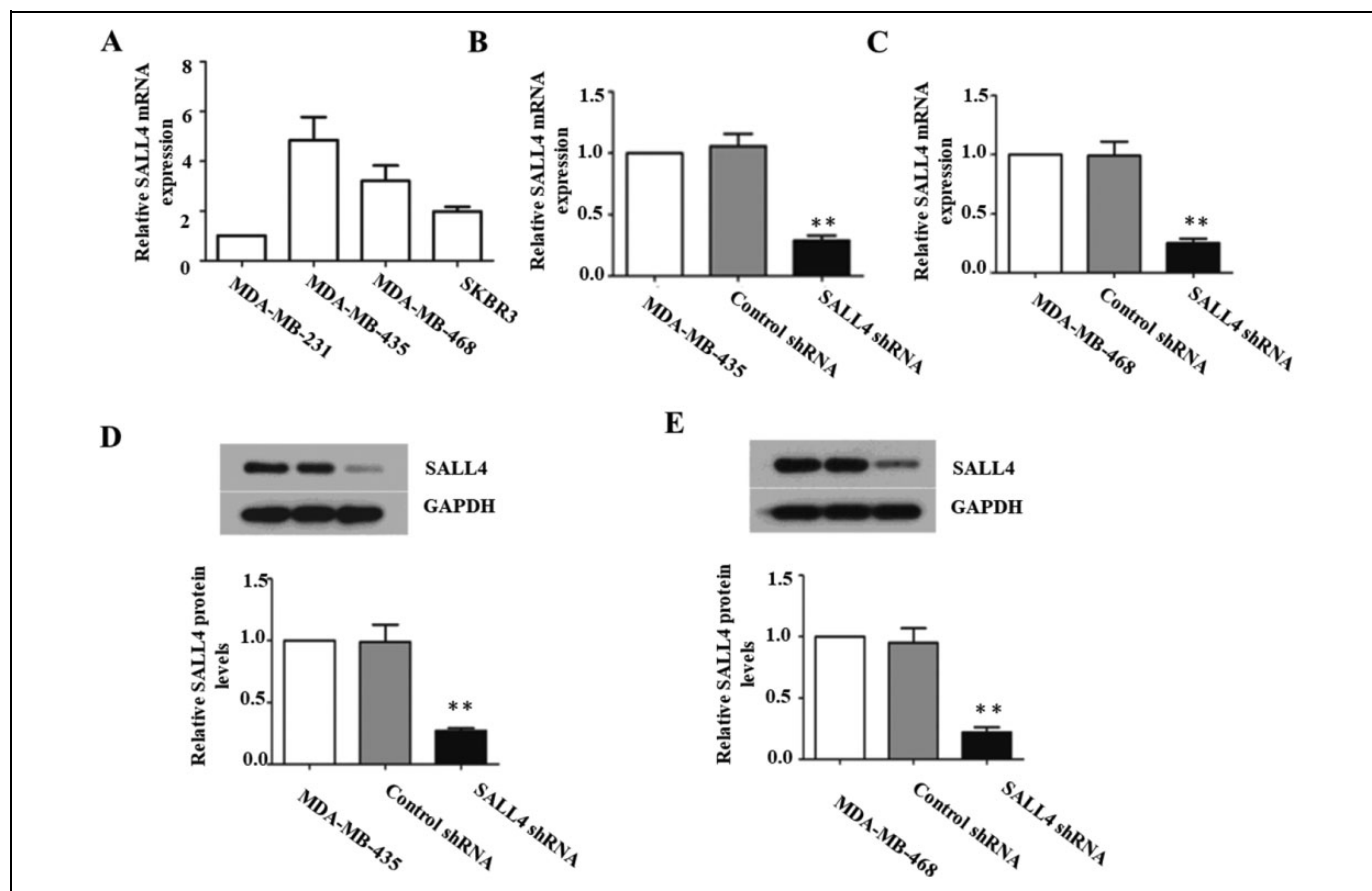 A
Relative SALL4 mRNA
expression
8
6
4
2
0
MDA-MB-231
MDA-MB-435
MDA-MB-468
SKBR3
B
Relative SALL4 mRNA
expression
1.5
1.0
0.5
0.0
**
MDA-MB-435
Control shRNA
SALL4 shRNA
C
Relative SALL4 mRNA
expression
1.5
1.0
0.5
0.0
**
MDA-MB-468
Control shRNA
SALL4 shRNA
D
SALL4
GAPDH
Relative SALL4 protein
levels
1.5
1.0
0.5
0.0
**
MDA-MB-435
Control shRNA
SALL4 shRNA
E
SALL4
GAPDH
Relative SALL4 protein
levels
1.5
1.0
0.5
0.0
**
MDA-MB-468
Control shRNA
SALL4 shRNA